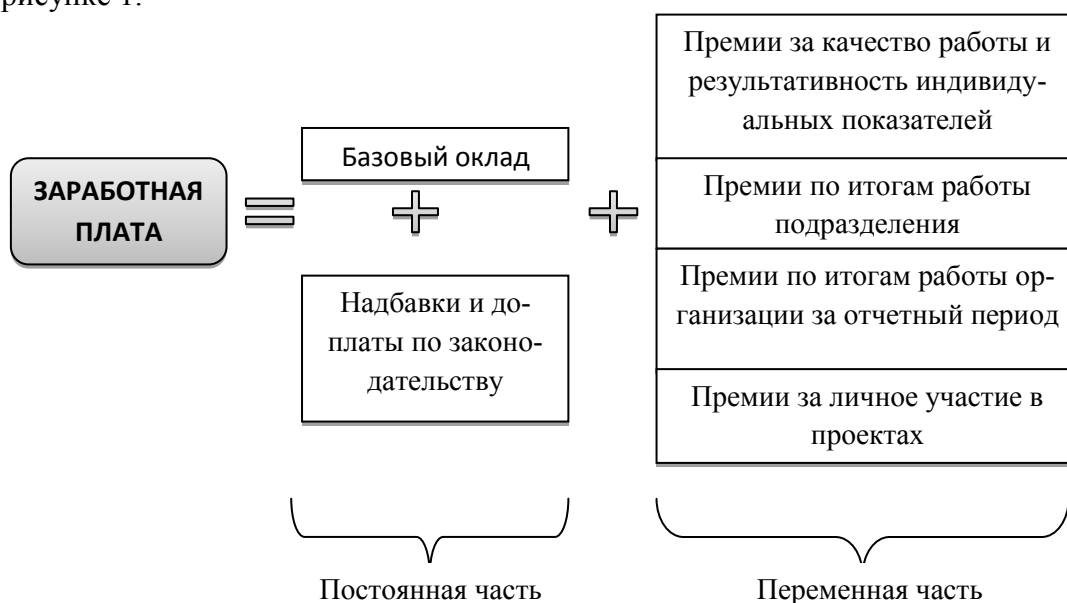 рисунке 1.
ЗАРАБОТНАЯ
ПЛАТА
Базовый оклад
Надбавки и до-
платы по законо-
дательству
Постоянная часть
Премии за качество работы и
результативность индивиду-
альных показателей
Премии по итогам работы
подразделения
Премии по итогам работы ор-
ганизации за отчетный период
Премии за личное участие в
проектах
Переменная часть